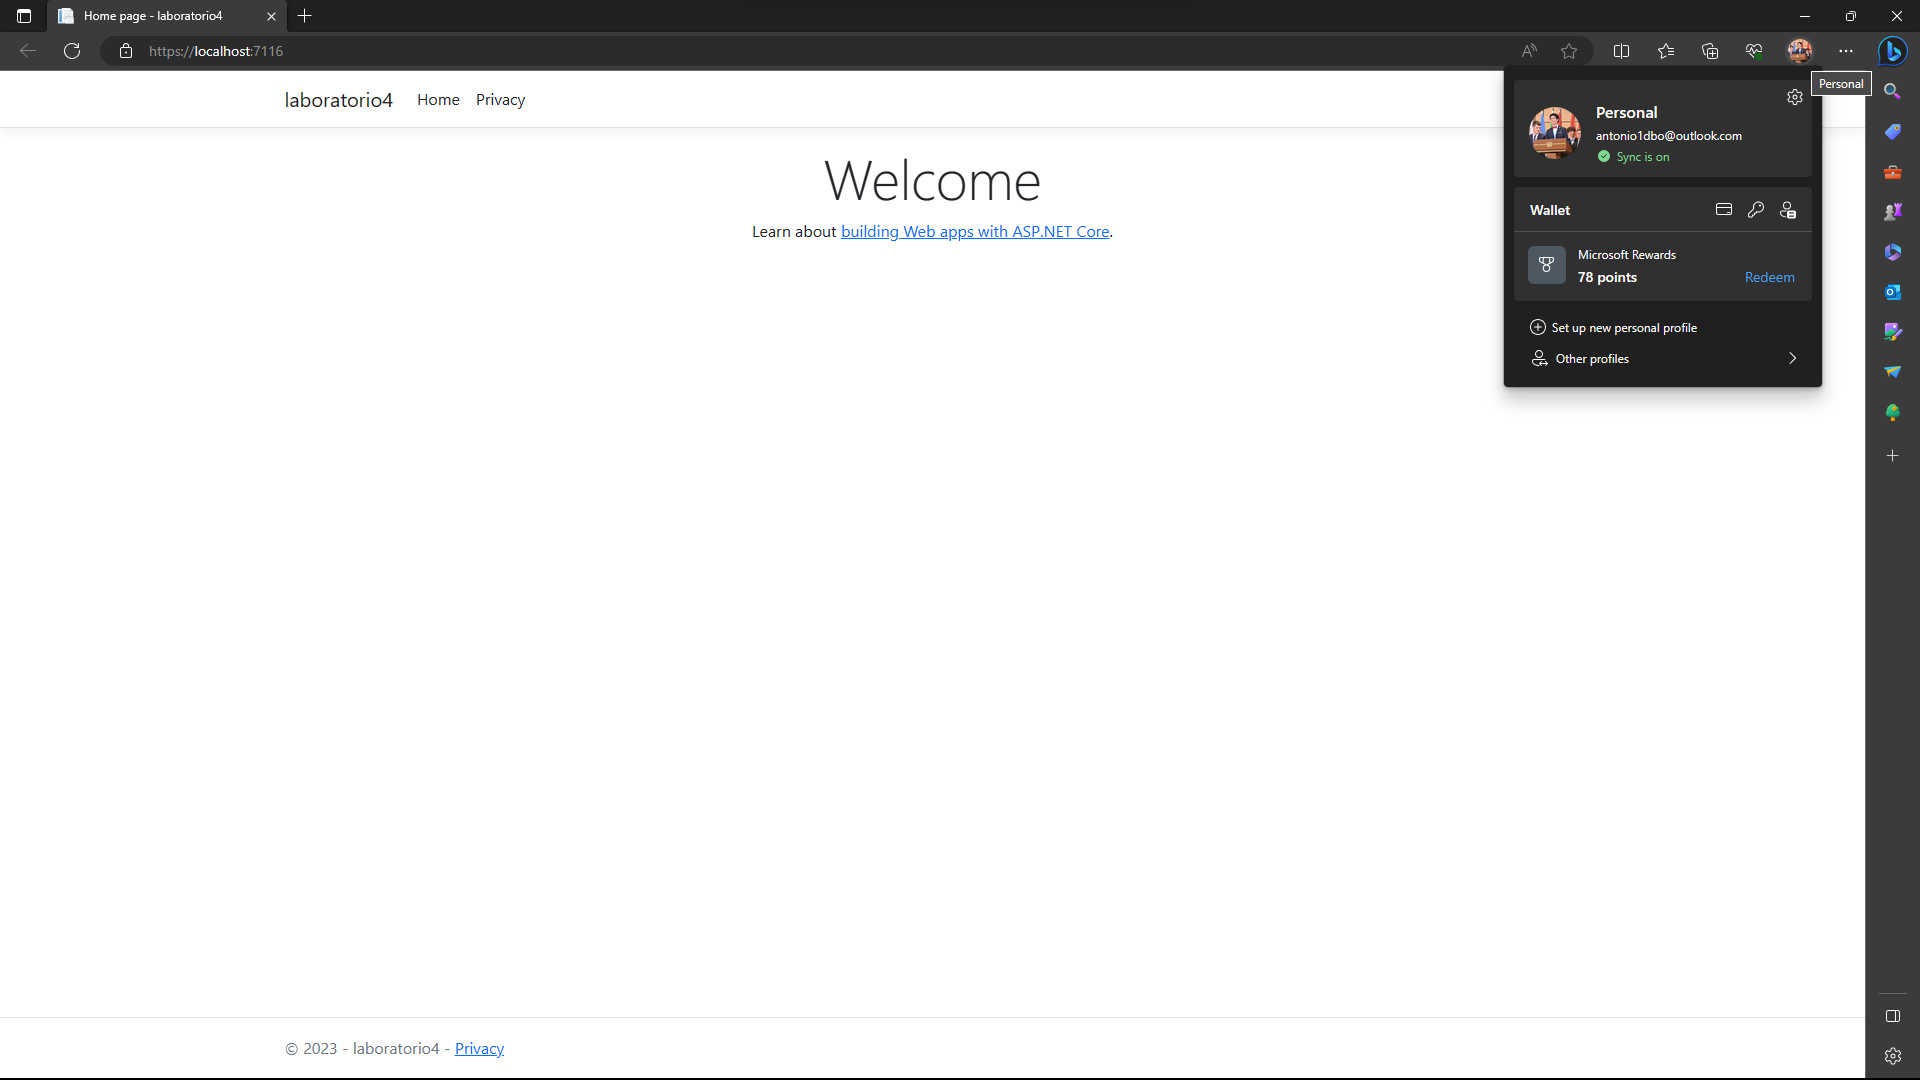 Home page - laboratorio4
https://localhost:7116
Personal
laboratorio4 Home Privacy
Welcome
Learn about building Web apps with ASP.NET Core.
Personal
antonio1dbo@outlook.com
Sync is on
Wallet
Microsoft Rewards
78 points
Redeem
Set up new personal profile
Other profiles
© 2023 - laboratorio4 - Privacy